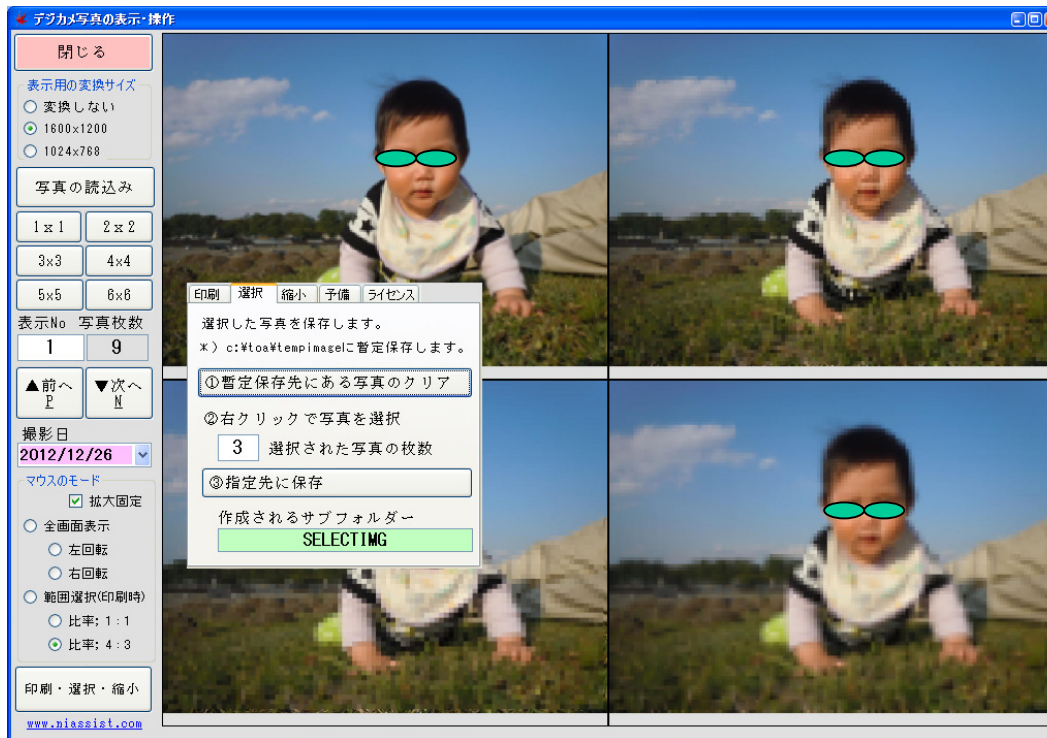 デジカメ写真の表示・操作
閉じる
表示用の変換サイズ
変換しない
1600x1200
1024x768
写真の読込み
1x1 2x2
3x3 4x4
5x5 6x6
表示No 写真枚数
1 9
▲前へ P ▼次へ N
撮影日
2012/12/26
マウスのモード
拡大固定
全画面表示
左回転
右回転
範囲選択(印刷時)
比率; 1:1
比率; 4:3
印刷・選択・縮小
www.niassist.com
印刷 選択 縮小 予備 ライセンス
選択した写真を保存します。
*) c:¥toa¥tempimageに暫定保存します。
①暫定保存先にある写真のクリア
②右クリックで写真を選択
3 選択された写真の枚数
③指定先に保存
作成されるサブフォルダー
SELECTIMG